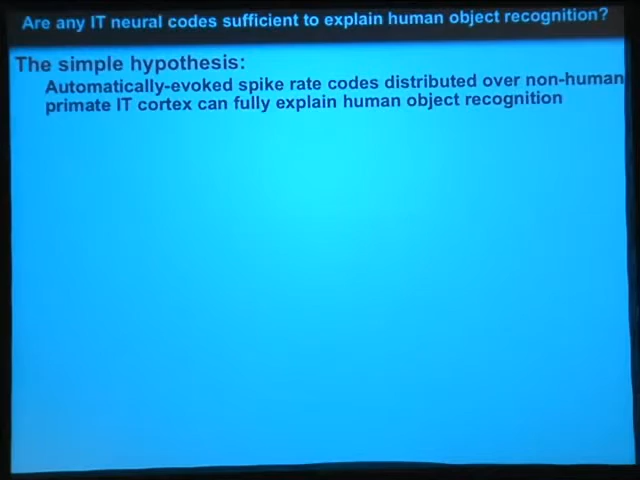 Are any IT neural codes sufficient to explain human object recognition?
The simple hypothesis:
Automatically-evoked spike rate codes distributed over non-human
primate IT cortex can fully explain human object recognition